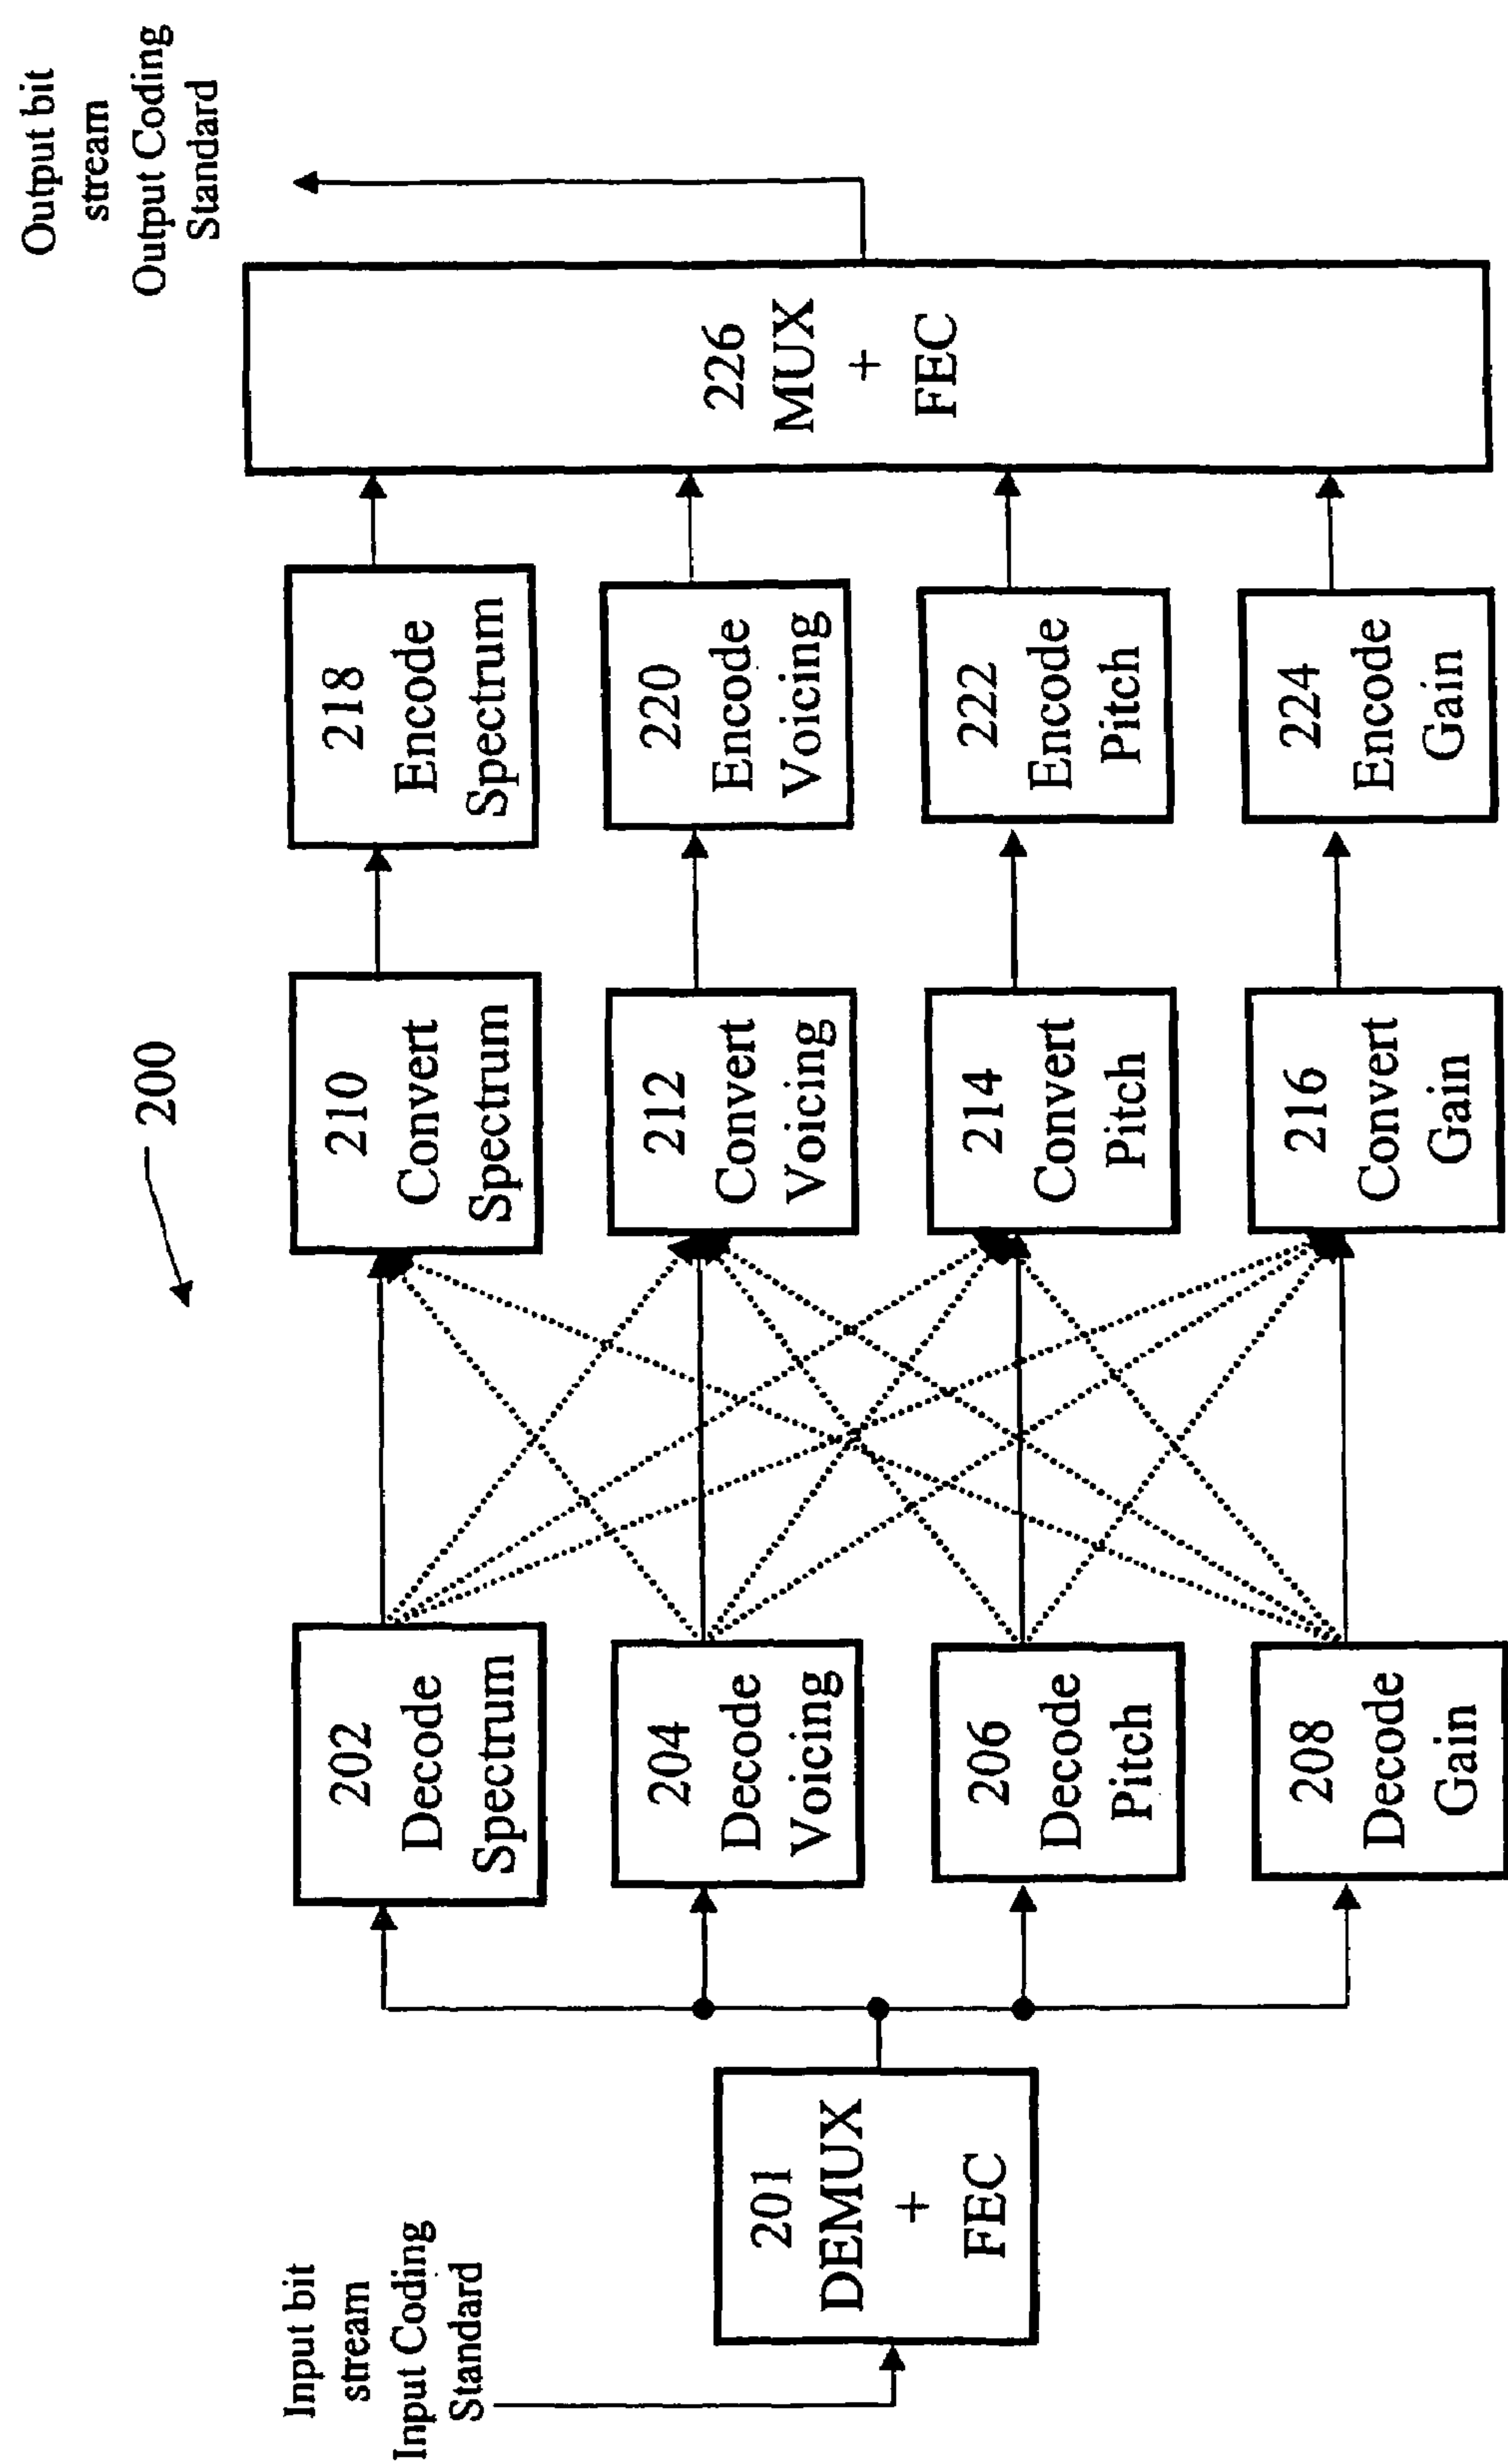 Input bit
stream
Input Coding
Standard
201
DEMUX
+
FEC
202
Decode
Spectrum
204
Decode
Voicing
206
Decode
Pitch
208
Decode
Gain
200
210
Convert
Spectrum
212
Convert
Voicing
214
Convert
Pitch
216
Convert
Gain
218
Encode
Spectrum
220
Encode
Voicing
222
Encode
Pitch
224
Encode
Gain
226
MUX
+
FEC
Output bit
stream
Output Coding
Standard